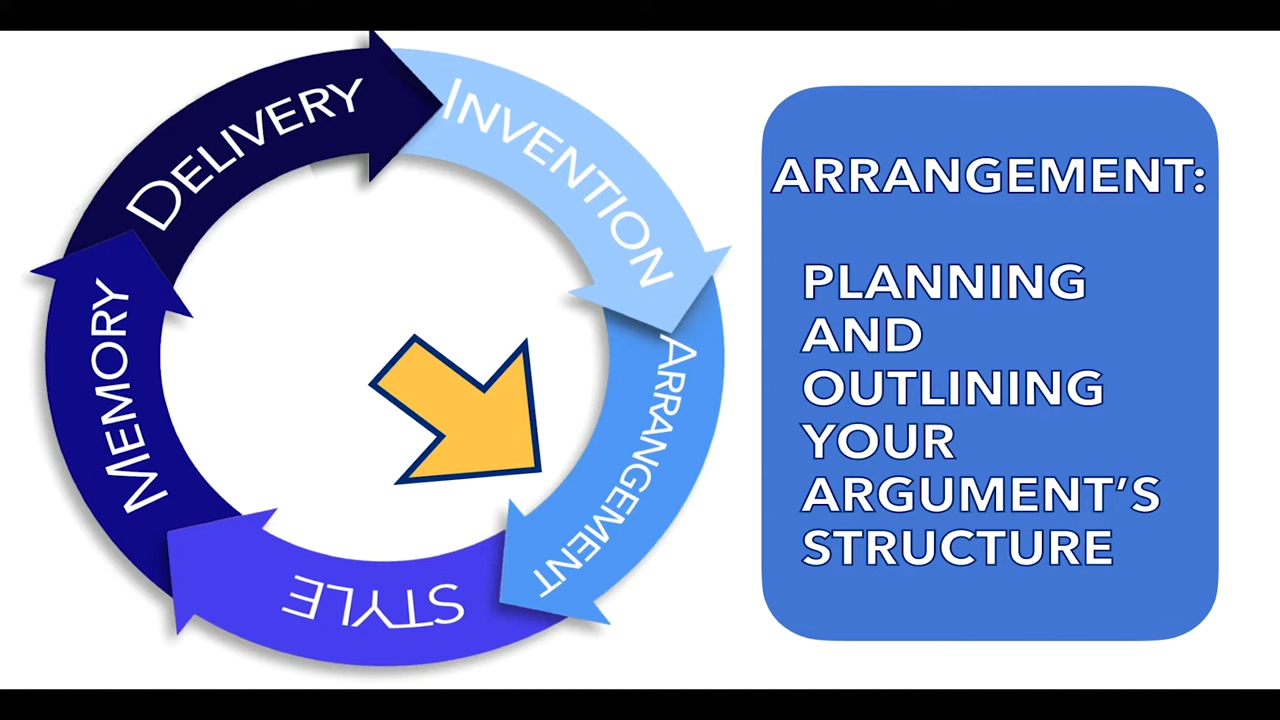 DELIVERY
INVENTION
ARRANGEMENT
STYLE
MEMORY
ARRANGEMENT:
PLANNING
AND
OUTLINING
YOUR
ARGUMENT’S
STRUCTURE